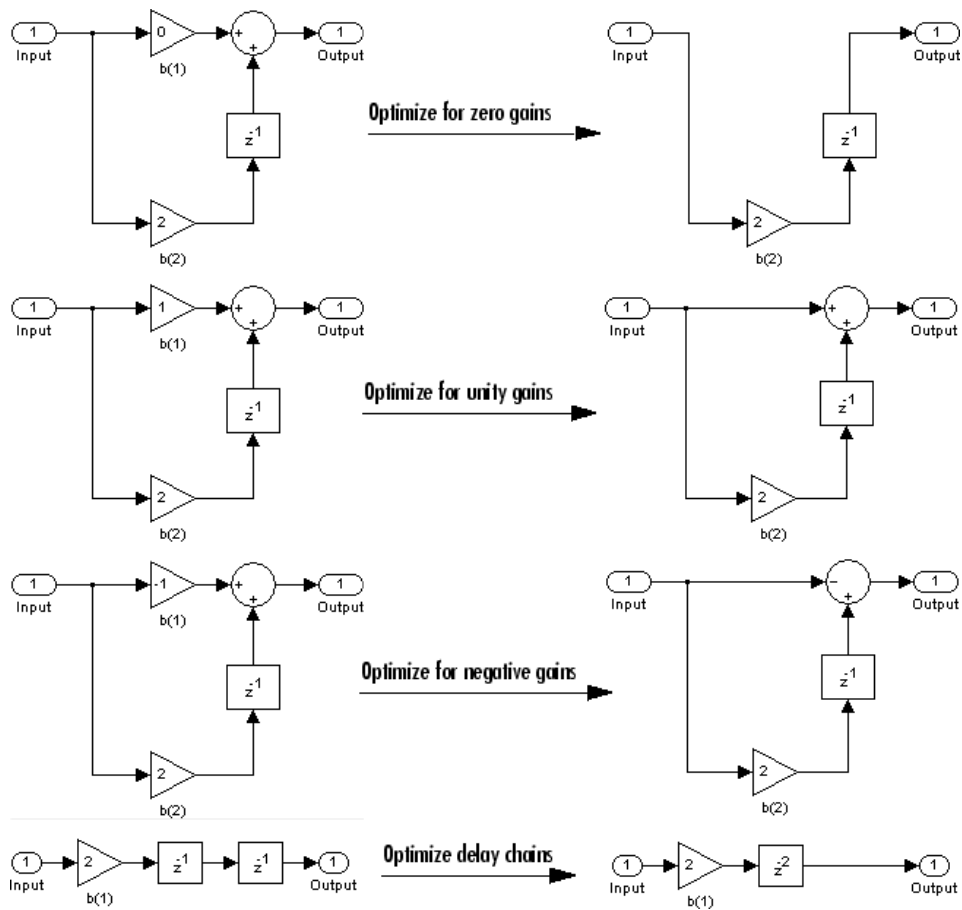 1 0 + 1 1 1
Input b(1) + Output Input Output
Optimize for zero gains
z-1 z-1
2 2
b(2) b(2)
1 1 + 1 1 + 1
Input b(1) + Output Input + Output
Optimize for unity gains
z-1 z-1
2 2
b(2) b(2)
1 -1 + 1 1 − 1
Input b(1) + Output Input + Output
Optimize for negative gains
z-1 z-1
2 2
b(2) b(2)
1 2 z-1 z-1 1 Optimize delay chains 1 2 z-2 1
Input b(1) Output Input b(1) Output